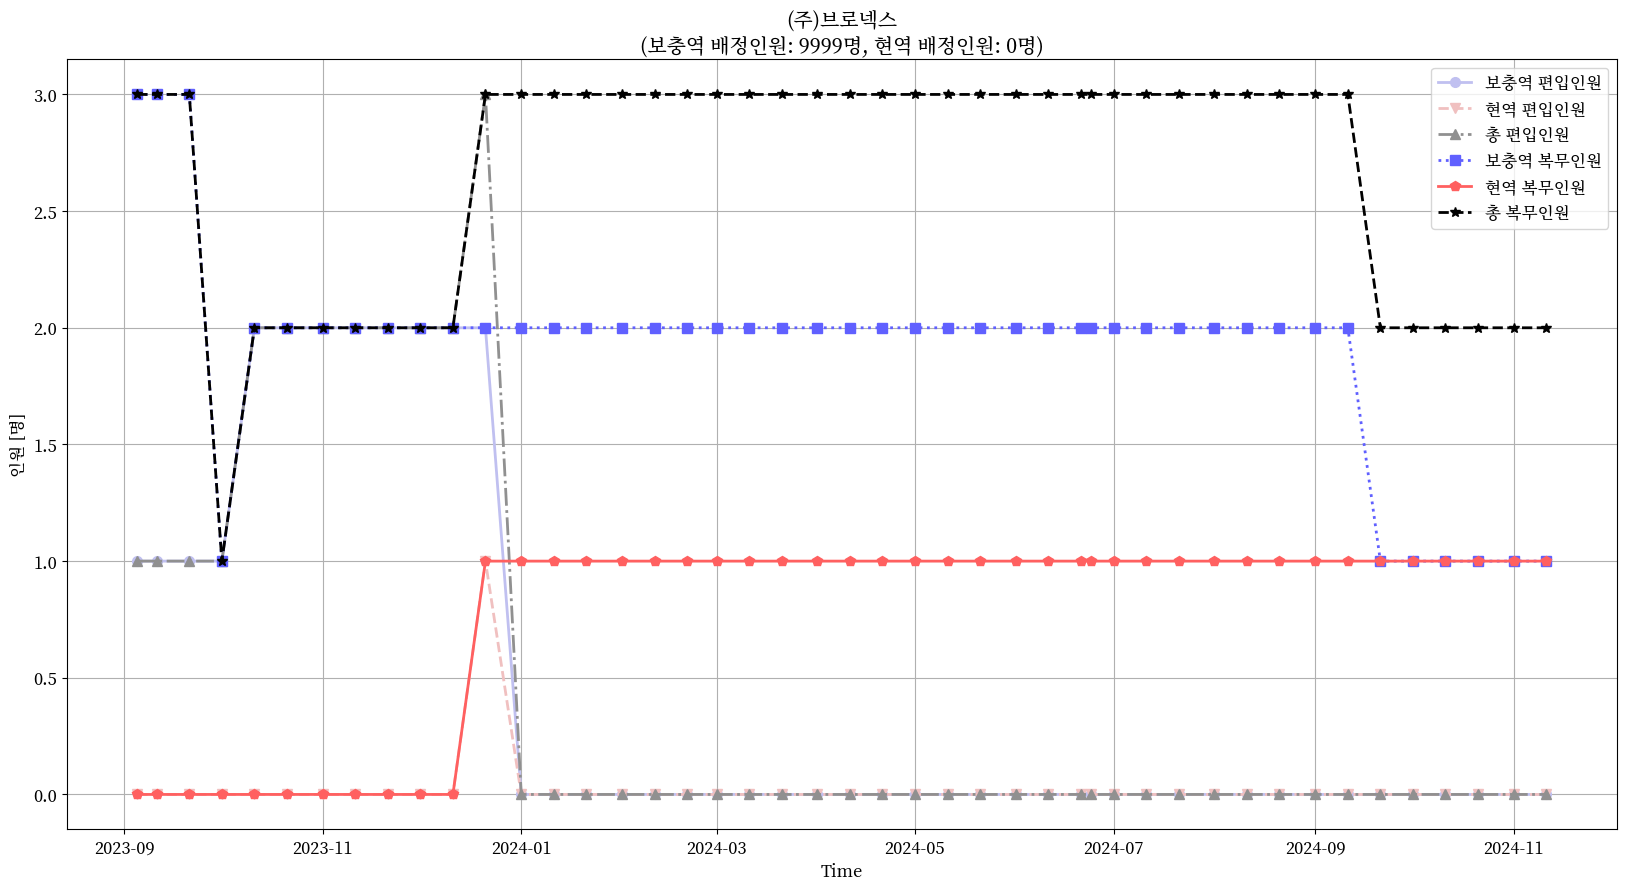 (주)브로넥스
(보충역 배정인원: 9999명, 현역 배정인원: 0명)
보충역 편입인원
현역 편입인원
총 편입인원
보충역 복무인원
현역 복무인원
총 복무인원
인원 [명]
3.0
2.5
2.0
1.5
1.0
0.5
0.0
2023-09 2023-11 2024-01 2024-03 2024-05 2024-07 2024-09 2024-11
Time